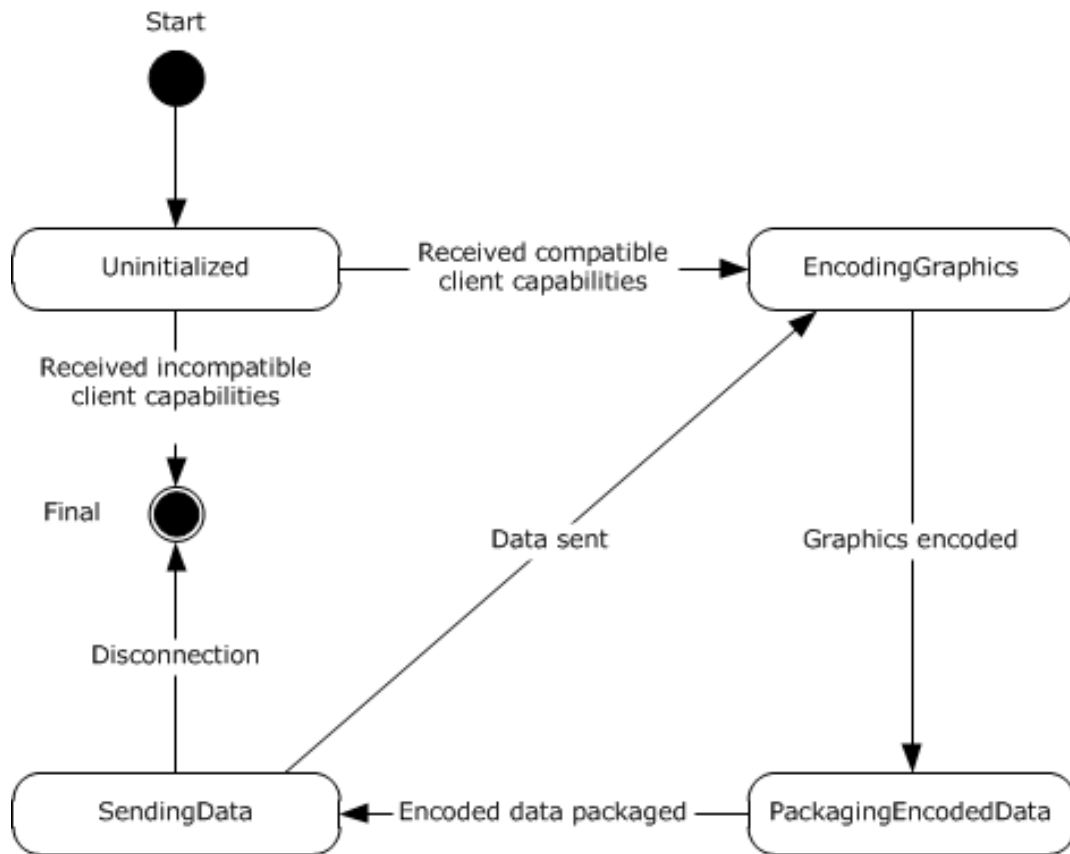 Start
Uninitialized
Received compatible
client capabilities
EncodingGraphics
Received incompatible
client capabilities
Final
Data sent
Graphics encoded
Disconnection
SendingData
Encoded data packaged
PackagingEncodedData